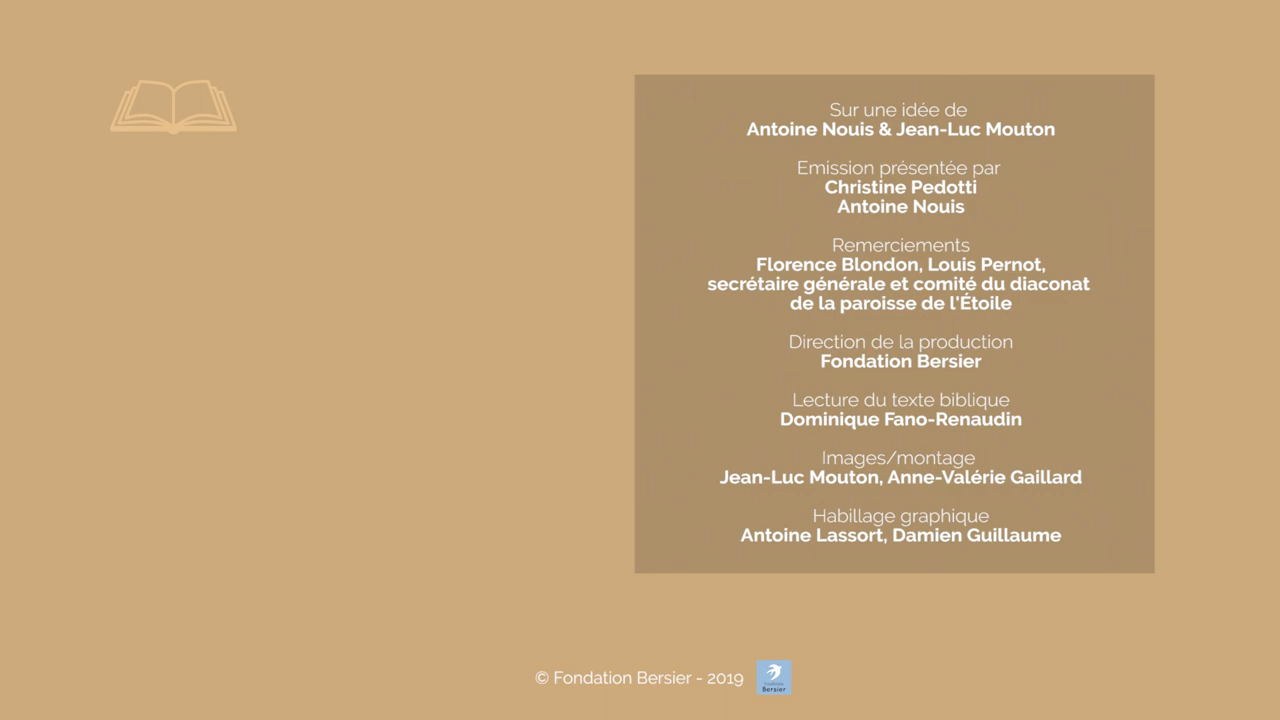 Sur une idée de
Antoine Nouis & Jean-Luc Mouton
Emission présentée par
Christine Pedotti
Antoine Nouis
Remerciements
Florence Blondon, Louis Pernot,
secrétaire générale et comité du diaconat
de la paroisse de l'Étoile
Direction de la production
Fondation Bersier
Lecture du texte biblique
Dominique Fano-Renaudin
Images/montage
Jean-Luc Mouton, Anne-Valérie Gaillard
Habillage graphique
Antoine Lassort, Damien Guillaume
© Fondation Bersier - 2019
Fondation
Bersier